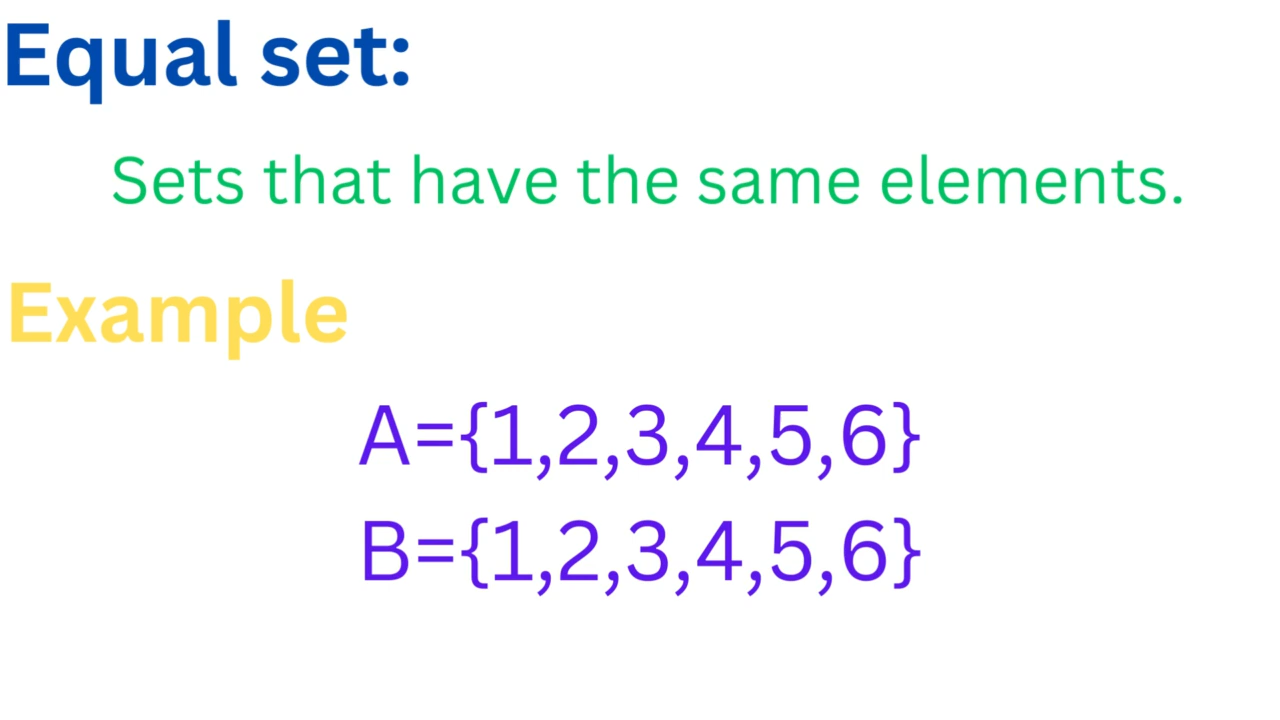 Equal set:
Sets that have the same elements.
Example
A={1,2,3,4,5,6}
B={1,2,3,4,5,6}